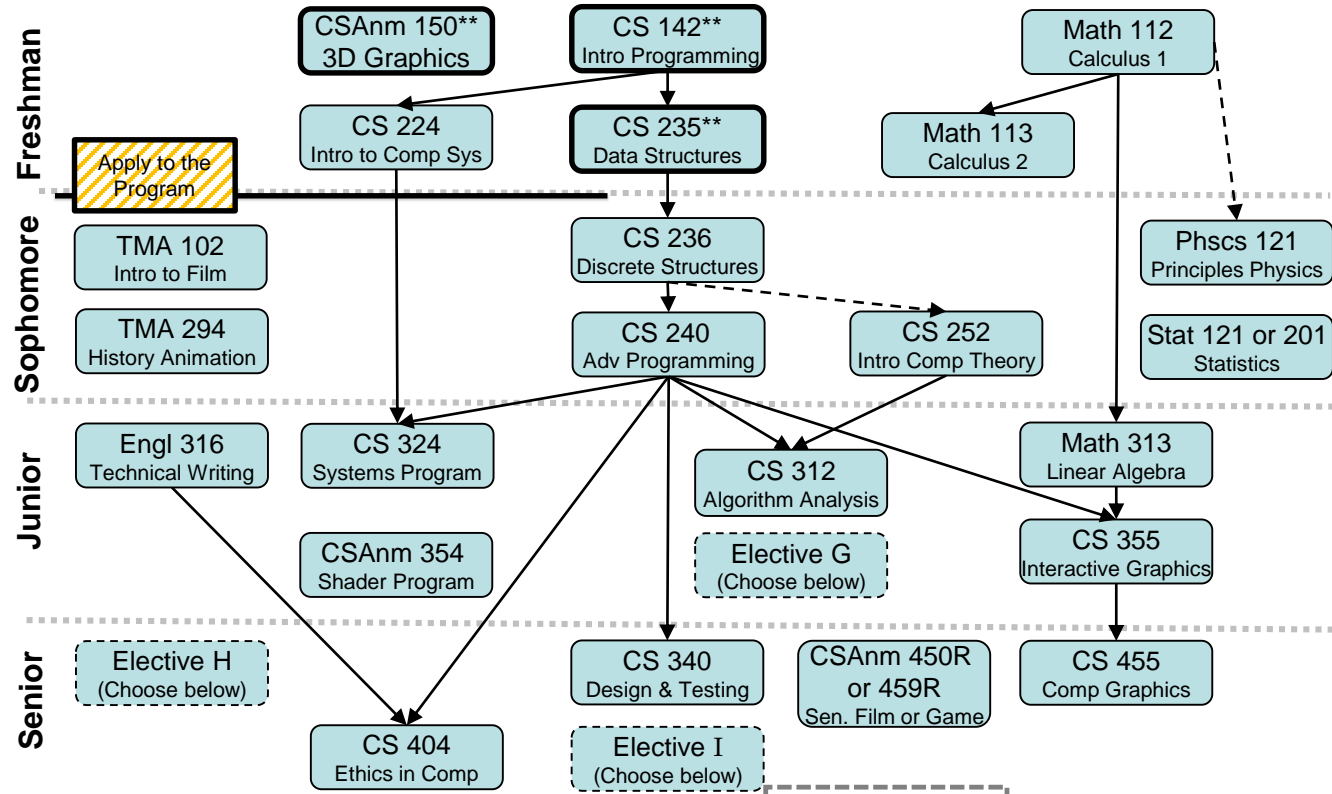 Freshman
CSAnm 150**
3D Graphics
CS 142**
Intro Programming
Math 112
Calculus 1
CS 224
Intro to Comp Sys
CS 235**
Data Structures
Math 113
Calculus 2
Apply to the
Program
Sophomore
TMA 102
Intro to Film
CS 236
Discrete Structures
Phscs 121
Principles Physics
TMA 294
History Animation
CS 240
Adv Programming
CS 252
Intro Comp Theory
Stat 121 or 201
Statistics
Junior
Engl 316
Technical Writing
CS 324
Systems Program
CS 312
Algorithm Analysis
Math 313
Linear Algebra
CSAnm 354
Shader Program
Elective G
(Choose below)
CS 355
Interactive Graphics
Senior
Elective H
(Choose below)
CS 340
Design & Testing
CSAnm 450R
or 459R
Sen. Film or Game
CS 455
Comp Graphics
CS 404
Ethics in Comp
Elective I
(Choose below)